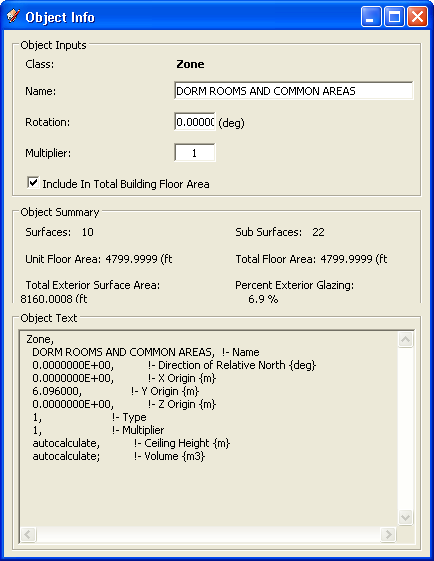 Object Info
Object Inputs
Class: Zone
Name: DORM ROOMS AND COMMON AREAS
Rotation: 0.0000 (deg)
Multiplier: 1
Include In Total Building Floor Area
Object Summary
Surfaces: 10 Sub Surfaces: 22
Unit Floor Area: 4799.9999 (ft Total Floor Area: 4799.9999 (ft
Total Exterior Surface Area: Percent Exterior Glazing:
8160.0008 (ft 6.9 %
Object Text
Zone,
DORM ROOMS AND COMMON AREAS, !- Name
0.0000000E+00, !- Direction of Relative North {deg}
0.0000000E+00, !- X Origin {m}
6.096000, !- Y Origin {m}
0.0000000E+00, !- Z Origin {m}
1, !- Type
1, !- Multiplier
autocalculate, !- Ceiling Height {m}
autocalculate; !- Volume {m3}